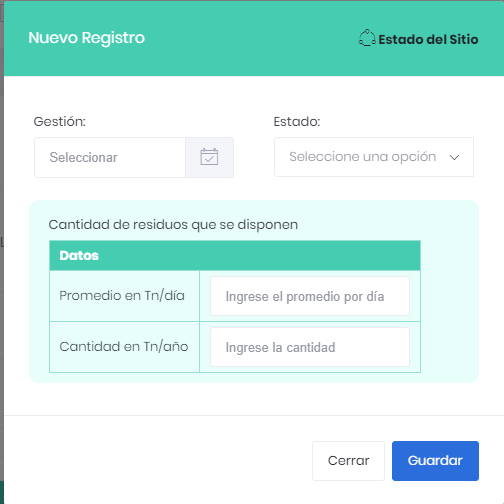 Nuevo Registro
Estado del Sitio
Gestión:
Estado:
Seleccionar
Seleccione una opción
Cantidad de residuos que se disponen
Datos
Promedio en Tn/día
Ingrese el promedio por día
Cantidad en Tn/año
Ingrese la cantidad
Cerrar
Guardar